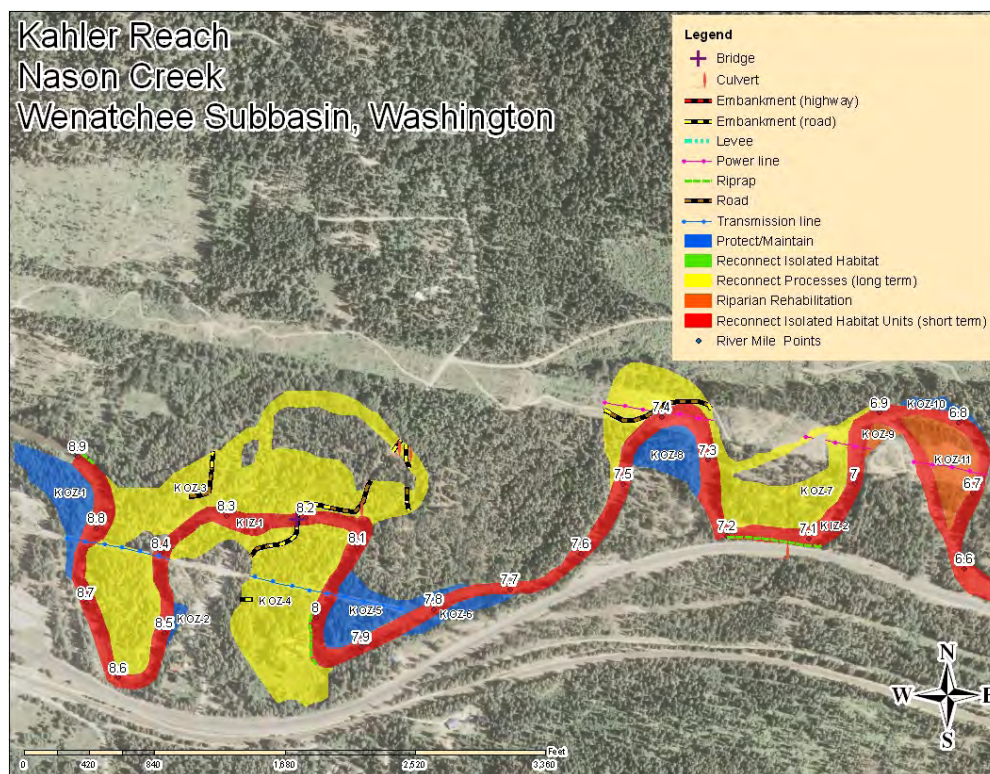 Kahler Reach
Nason Creek
Wenatchee Subbasin, Washington
Legend
Bridge
Culvert
Embankment (highway)
Embankment (road)
Levee
Power line
Riprap
Road
Transmission line
Protect/Maintain
Reconnect Isolated Habitat
Reconnect Processes (long term)
Riparian Rehabilitation
Reconnect Isolated Habitat Units (short term)
River Mile Points
6.9
KOZ-10
6.8
7.4
KOZ-9
8.9
7.3
KOZ-8
7.5
7
KOZ-11
6.7
KOZ-1
KOZ-3
KOZ-7
8.8
8.3
KIZ-1
8.2
8.1
7.2
7.1
KIZ-2
8.4
7.6
6.6
8.7
7.7
KOZ-4
7.8
8
KOZ-5
KOZ-6
8.5
KOZ-2
7.9
8.6
N
W
E
S
Feet
0
420
840
1,680
2,520
3,360